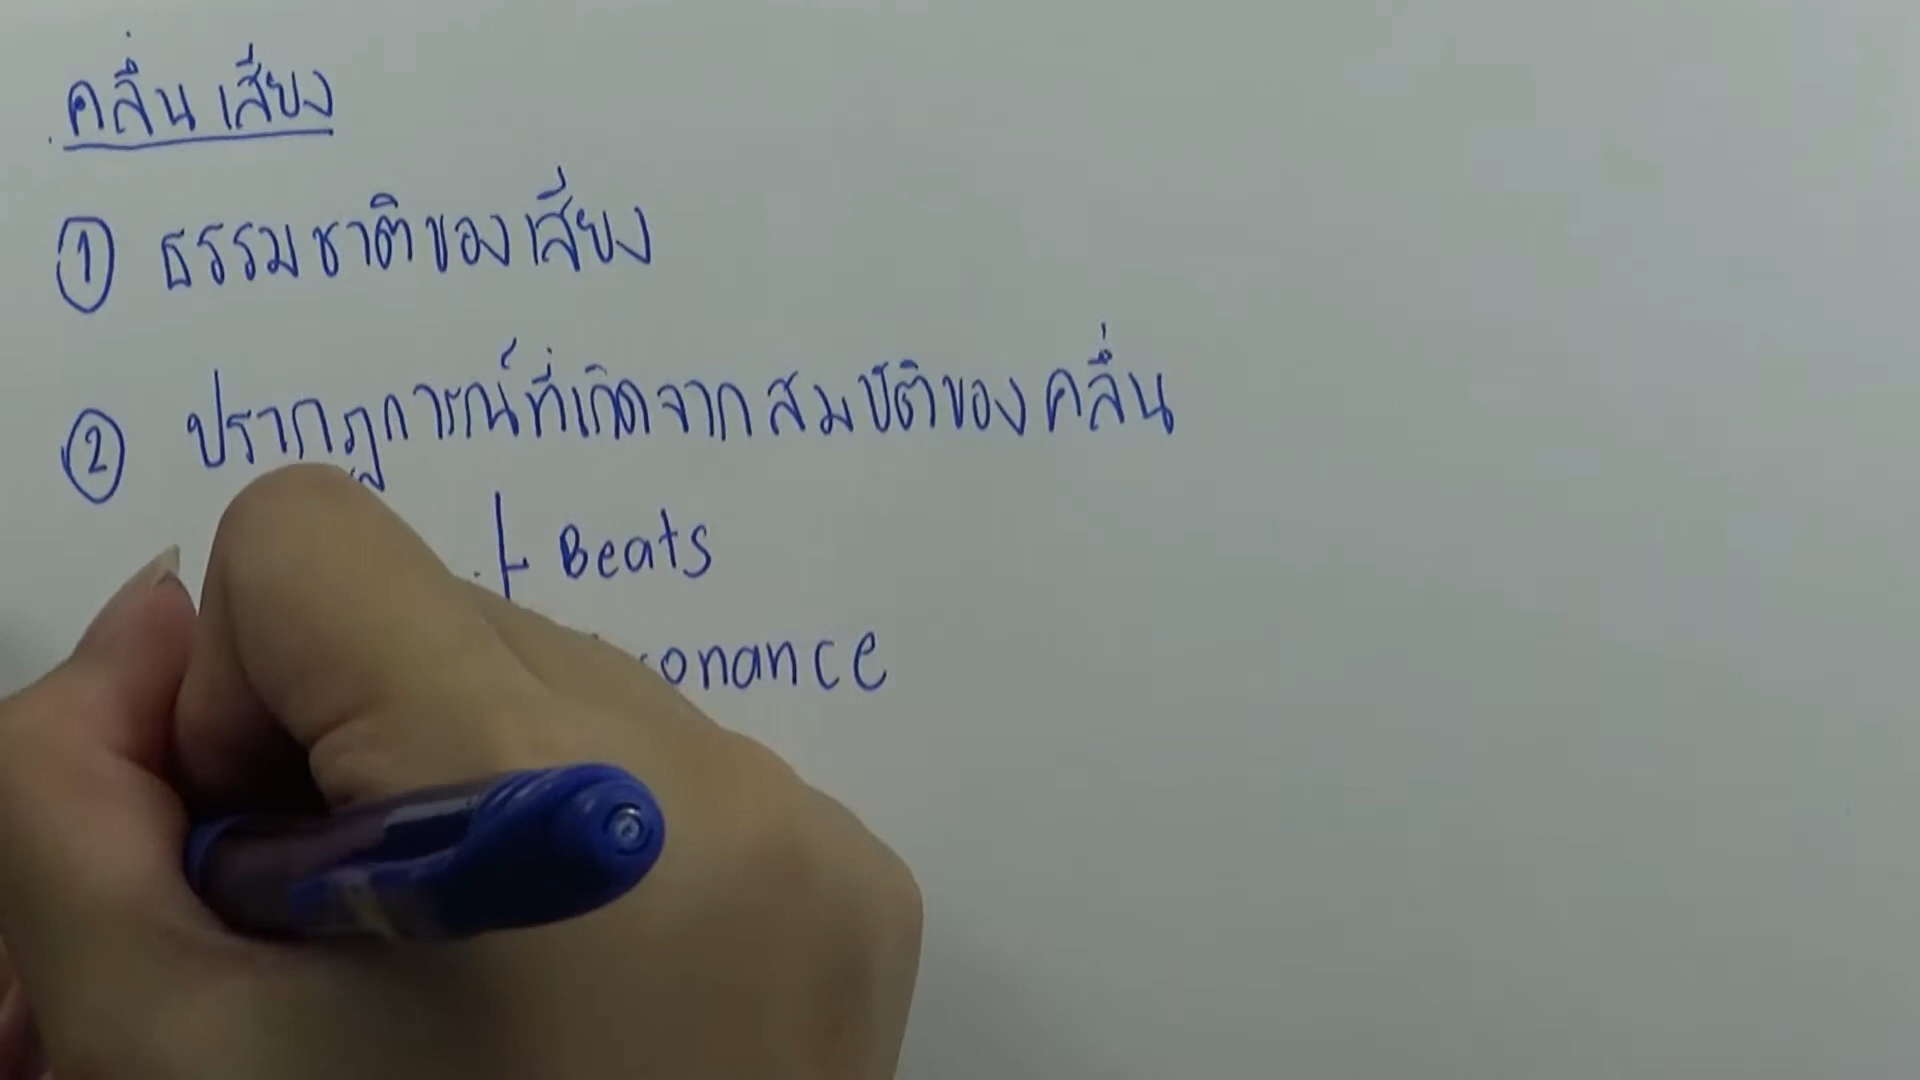 คลื่นเสียง
① ธรรมชาติของเสียง
② ปรากฏการณ์ที่เกิดจากสมบัติของคลื่น
Beats
sonance